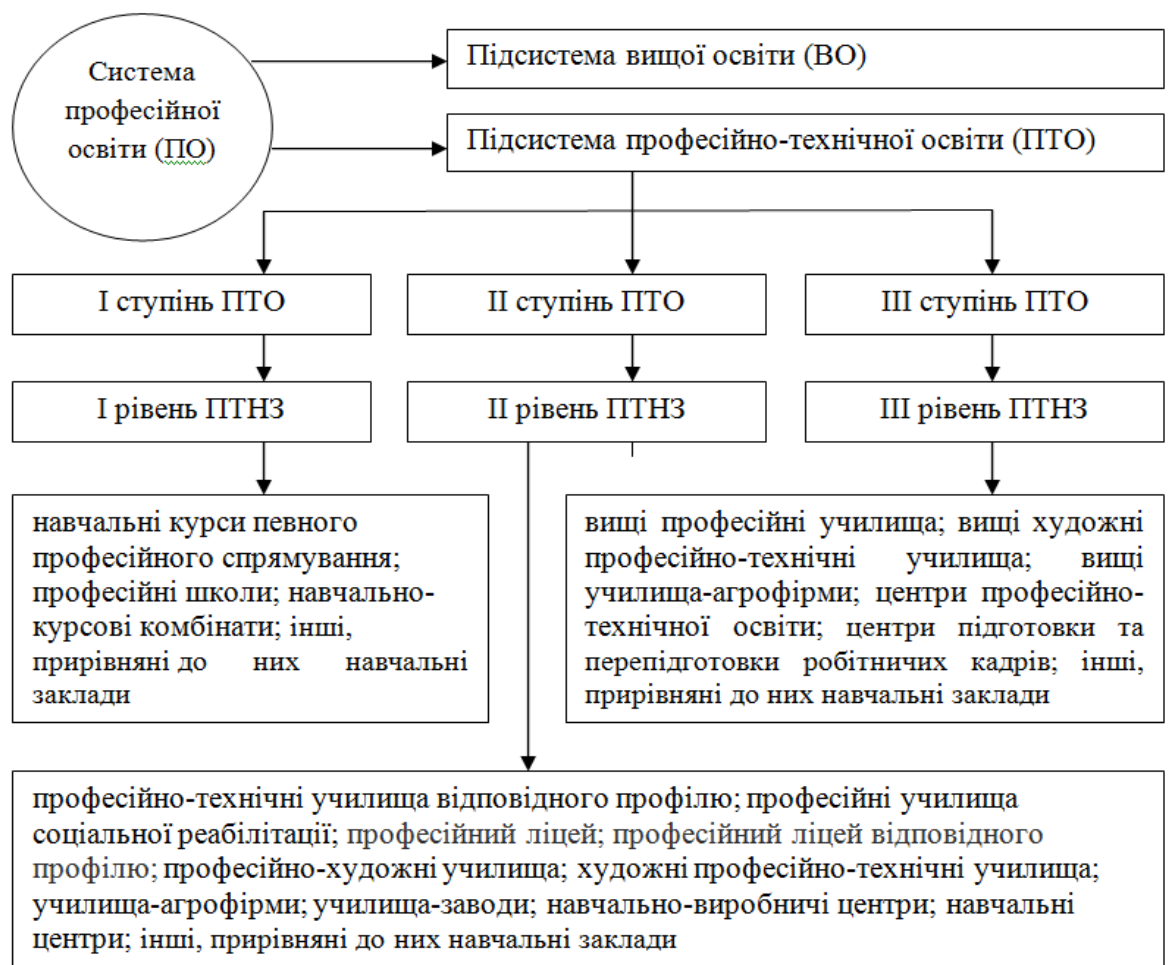 Система
професійної
освіти (ПО)
Підсистема вищої освіти (ВО)
Підсистема професійно-технічної освіти (ПТО)
І ступінь ПТО
ІІ ступінь ПТО
ІІІ ступінь ПТО
І рівень ПТНЗ
ІІ рівень ПТНЗ
ІІІ рівень ПТНЗ
навчальні курси певного
професійного спрямування;
професійні школи; навчально-
курсові комбінати; інші,
прирівняні до них навчальні
заклади
вищі професійні училища; вищі художні
професійно-технічні училища; вищі
училища-агрофірми; центри професійно-
технічної освіти; центри підготовки та
перепідготовки робітничих кадрів; інші,
прирівняні до них навчальні заклади
професійно-технічні училища відповідного профілю; професійні училища
соціальної реабілітації; професійний ліцей; професійний ліцей відповідного
профілю; професійно-художні училища; художні професійно-технічні училища;
училища-агрофірми; училища-заводи; навчально-виробничі центри; навчальні
центри; інші, прирівняні до них навчальні заклади